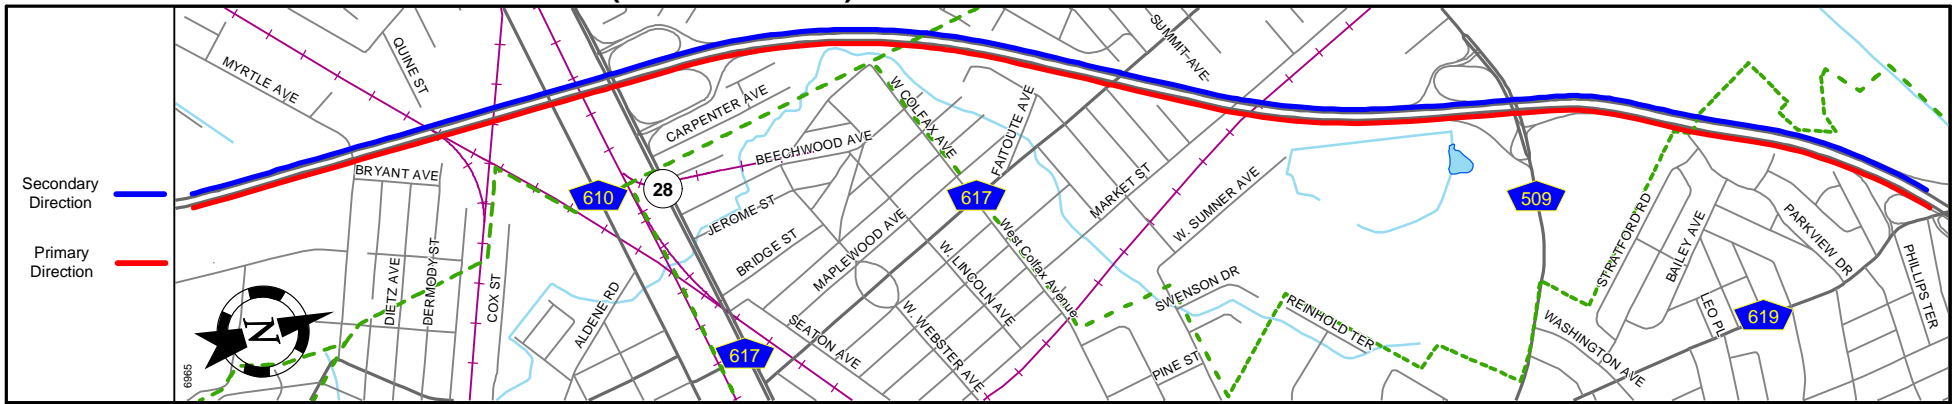 Secondary
Direction
Primary
Direction
6965
N
MYRTLE AVE
QUINE ST
BRYANT AVE
DIETZ AVE
DERMODY ST
COX ST
ALDENE RD
610
28
617
CARPENTER AVE
BEECHWOOD AVE
JEROME ST
BRIDGE ST
MAPLEWOOD AVE
SEATON AVE
W. WEBSTER AVE
W. LINCOLN AVE
W COLFAX AVE
617
West Colfax Avenue
FAITOUTE AVE
SUMMIT AVE
MARKET ST
W. SUMNER AVE
SWENSON DR
PINE ST
REINHOLD TER
509
WASHINGTON AVE
STRATFORD RD
BAILEY AVE
LEO PL
619
PARKVIEW DR
PHILLIPS TER